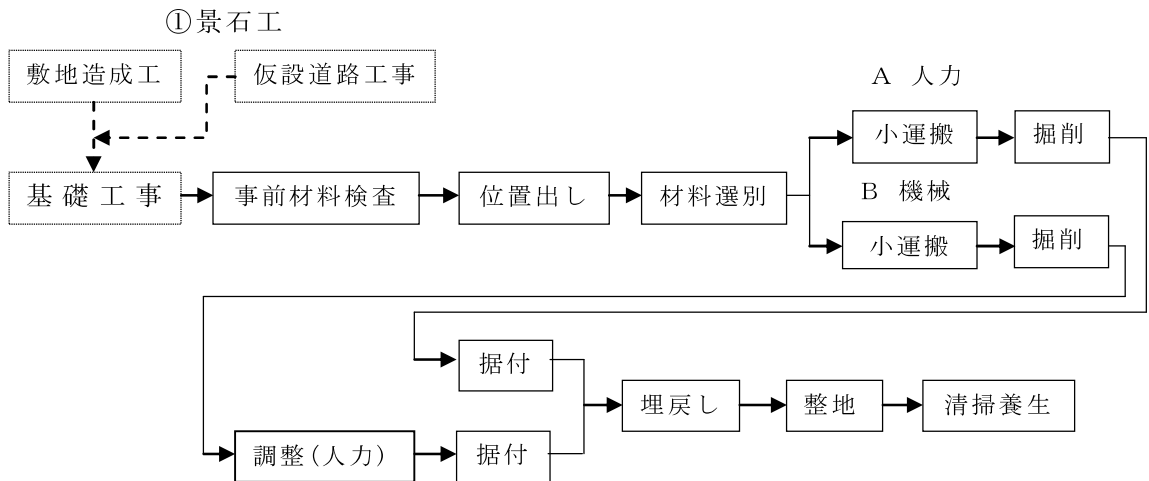 ①景石工
敷地造成工
仮設道路工事
A 人力
小運搬
掘削
基礎工事
事前材料検査
位置出し
材料選別
B 機械
小運搬
掘削
据付
埋戻し
整地
清掃養生
調整(人力)
据付